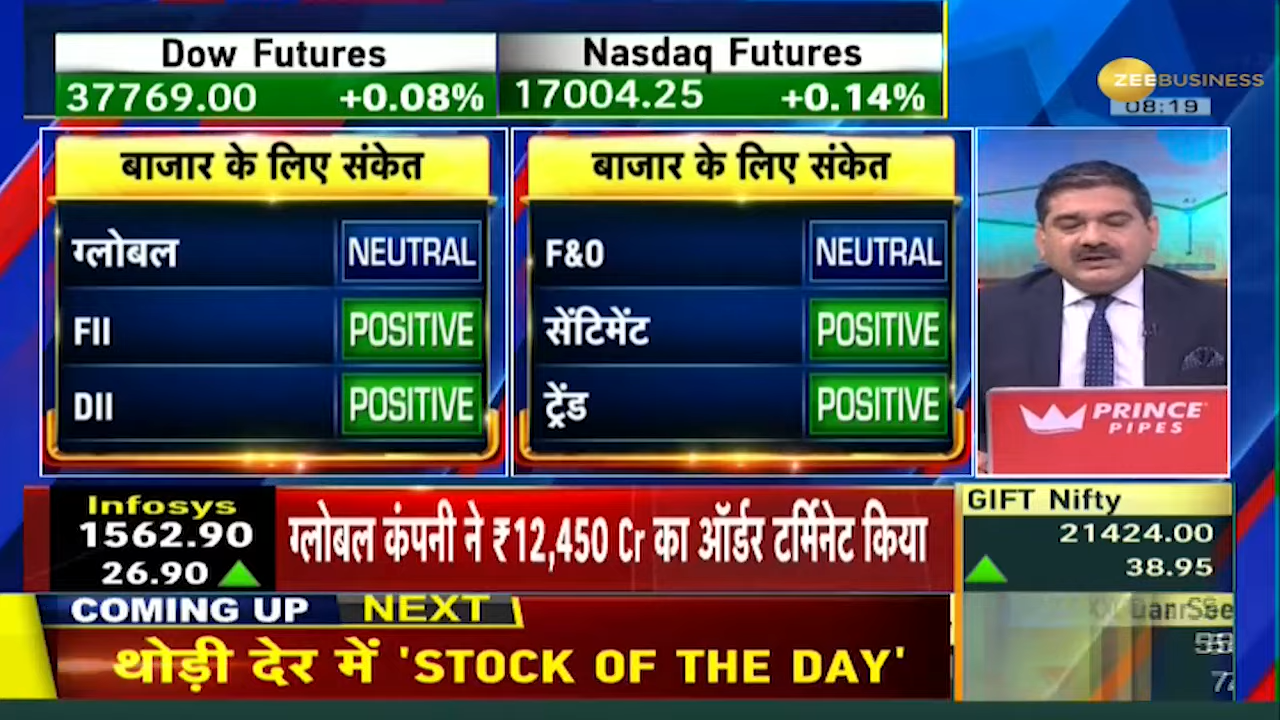 Dow Futures
37769.00 +0.08%
Nasdaq Futures
17004.25 +0.14%
ZEEBUSINESS
08:19
बाजार के लिए संकेत
ग्लोबल NEUTRAL
FII POSITIVE
DII POSITIVE
बाजार के लिए संकेत
F&O NEUTRAL
सेंटिमेंट POSITIVE
ट्रेंड POSITIVE
PRINCE
PIPES
Infosys
1562.90
26.90
ग्लोबल कंपनी ने ₹12,450 Cr का ऑर्डर टर्मिनेट किया
GIFT Nifty
21424.00
38.95
COMING UP NEXT
थोड़ी देर में 'STOCK OF THE DAY'